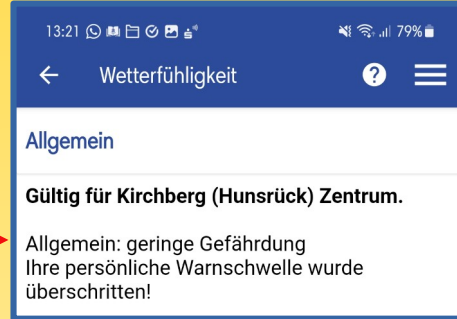 13:21 79%
Wetterfühligkeit ?
Allgemein
Gültig für Kirchberg (Hunsrück) Zentrum.
Allgemein: geringe Gefährdung
Ihre persönliche Warnschwelle wurde
überschritten!